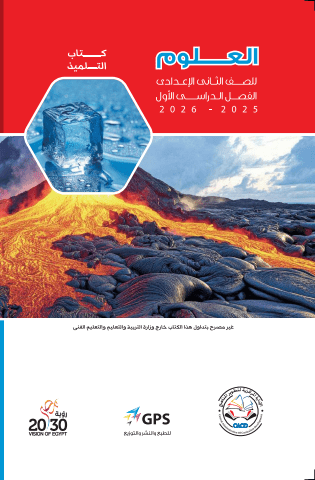 العلوم
كتاب
التلميذ
للصف الثانى الإعدادى
الفصل الدراسى الأول
2026 - 2025
غير مصرح بتداول هذا الكتاب خارج وزارة التربية والتعليم والتعليم الفنى
رؤية
2030
VISION OF EGYPT
GPS
للطبع والنشر والتوزيع